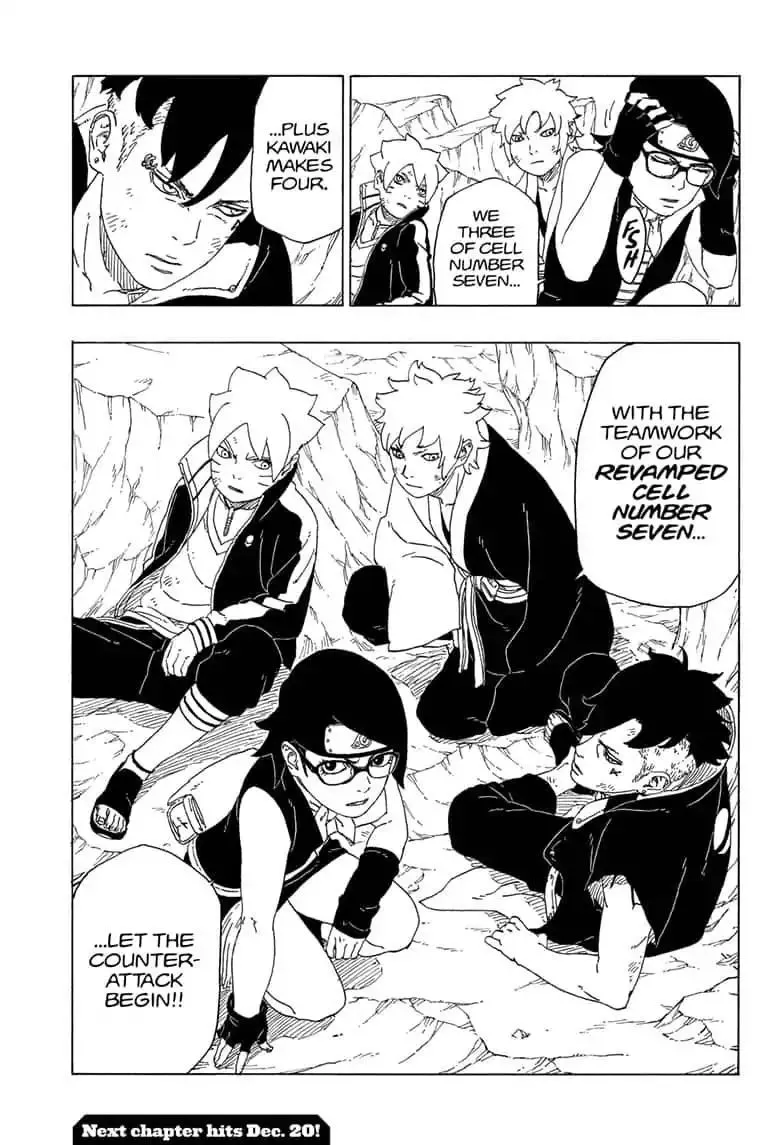 WE
THREE
OF CELL
NUMBER
SEVEN...
FSH
...PLUS
KAWAKI
MAKES
FOUR.
WITH THE
TEAMWORK
OF OUR
REVAMPED
CELL
NUMBER
SEVEN...
...LET THE
COUNTER-
ATTACK
BEGIN!!
Next chapter hits Dec. 20!